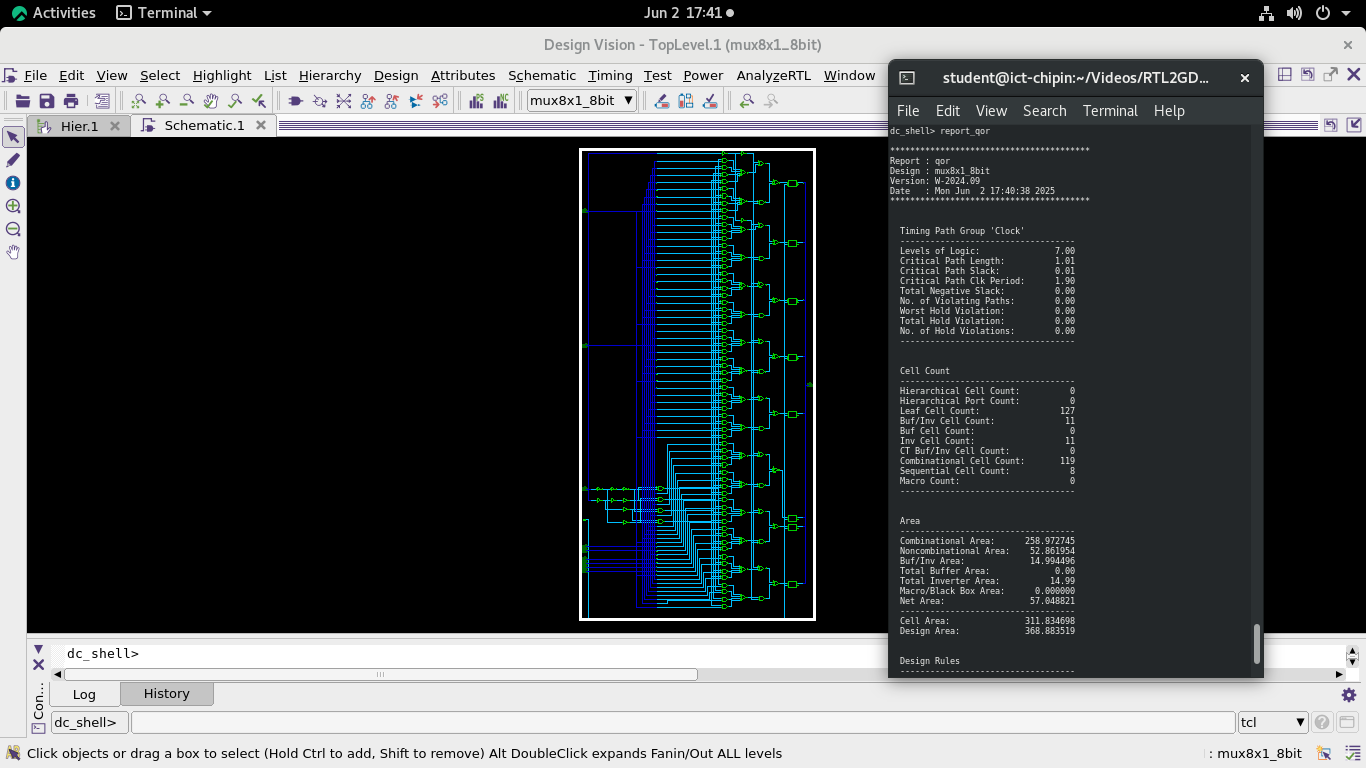 Activities
Terminal
Jun 2 17:41
Design Vision - TopLevel.1 (mux8x1_8bit)
File Edit View Select Highlight List Hierarchy Design Attributes Schematic Timing Test Power AnalyzeRTL Window
mux8x1_8bit
Hier.1
Schematic.1
student@ict-chipin:~/Videos/RTL2GD...
File Edit View Search Terminal Help
dc_shell> report_qor
****************************************
Report : qor
Design : mux8x1_8bit
Version: W-2024.09
Date : Mon Jun 2 17:40:38 2025
****************************************
Timing Path Group 'Clock'
-----------------------------------
Levels of Logic: 7.00
Critical Path Length: 1.01
Critical Path Slack: 0.01
Critical Path Clk Period: 1.90
Total Negative Slack: 0.00
No. of Violating Paths: 0.00
Worst Hold Violation: 0.00
Total Hold Violation: 0.00
No. of Hold Violations: 0.00
-----------------------------------
Cell Count
-----------------------------------
Hierarchical Cell Count: 0
Hierarchical Port Count: 0
Leaf Cell Count: 127
Buf/Inv Cell Count: 11
Buf Cell Count: 0
Inv Cell Count: 11
CT Buf/Inv Cell Count: 0
Combinational Cell Count: 119
Sequential Cell Count: 8
Macro Count: 0
-----------------------------------
Area
-----------------------------------
Combinational Area: 258.972745
Noncombinational Area: 52.861954
Buf/Inv Area: 14.994496
Total Buffer Area: 0.00
Total Inverter Area: 14.99
Macro/Black Box Area: 0.000000
Net Area: 57.048821
-----------------------------------
Cell Area: 311.834698
Design Area: 368.883519
Design Rules
-----------------------------------
dc_shell>
Log
History
Con...
dc_shell>
tcl
Click objects or drag a box to select (Hold Ctrl to add, Shift to remove) Alt DoubleClick expands Fanin/Out ALL levels
: mux8x1_8bit